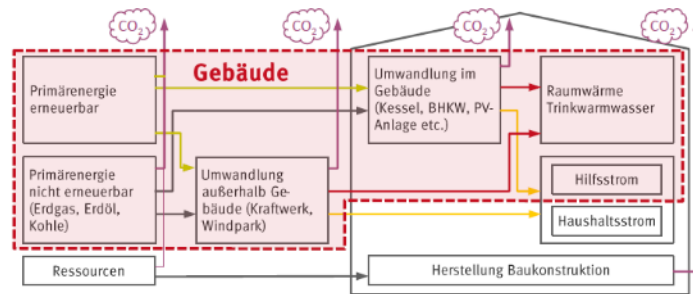 CO2
CO2
CO2
CO2
Gebäude
Primärenergie
erneuerbar
Umwandlung im
Gebäude
(Kessel, BHKW, PV-
Anlage etc.)
Raumwärme
Trinkwarmwasser
Primärenergie
nicht erneuerbar
(Erdgas, Erdöl,
Kohle)
Umwandlung
außerhalb Ge-
bäude (Kraftwerk,
Windpark)
Hilfsstrom
Haushaltsstrom
Ressourcen
Herstellung Baukonstruktion